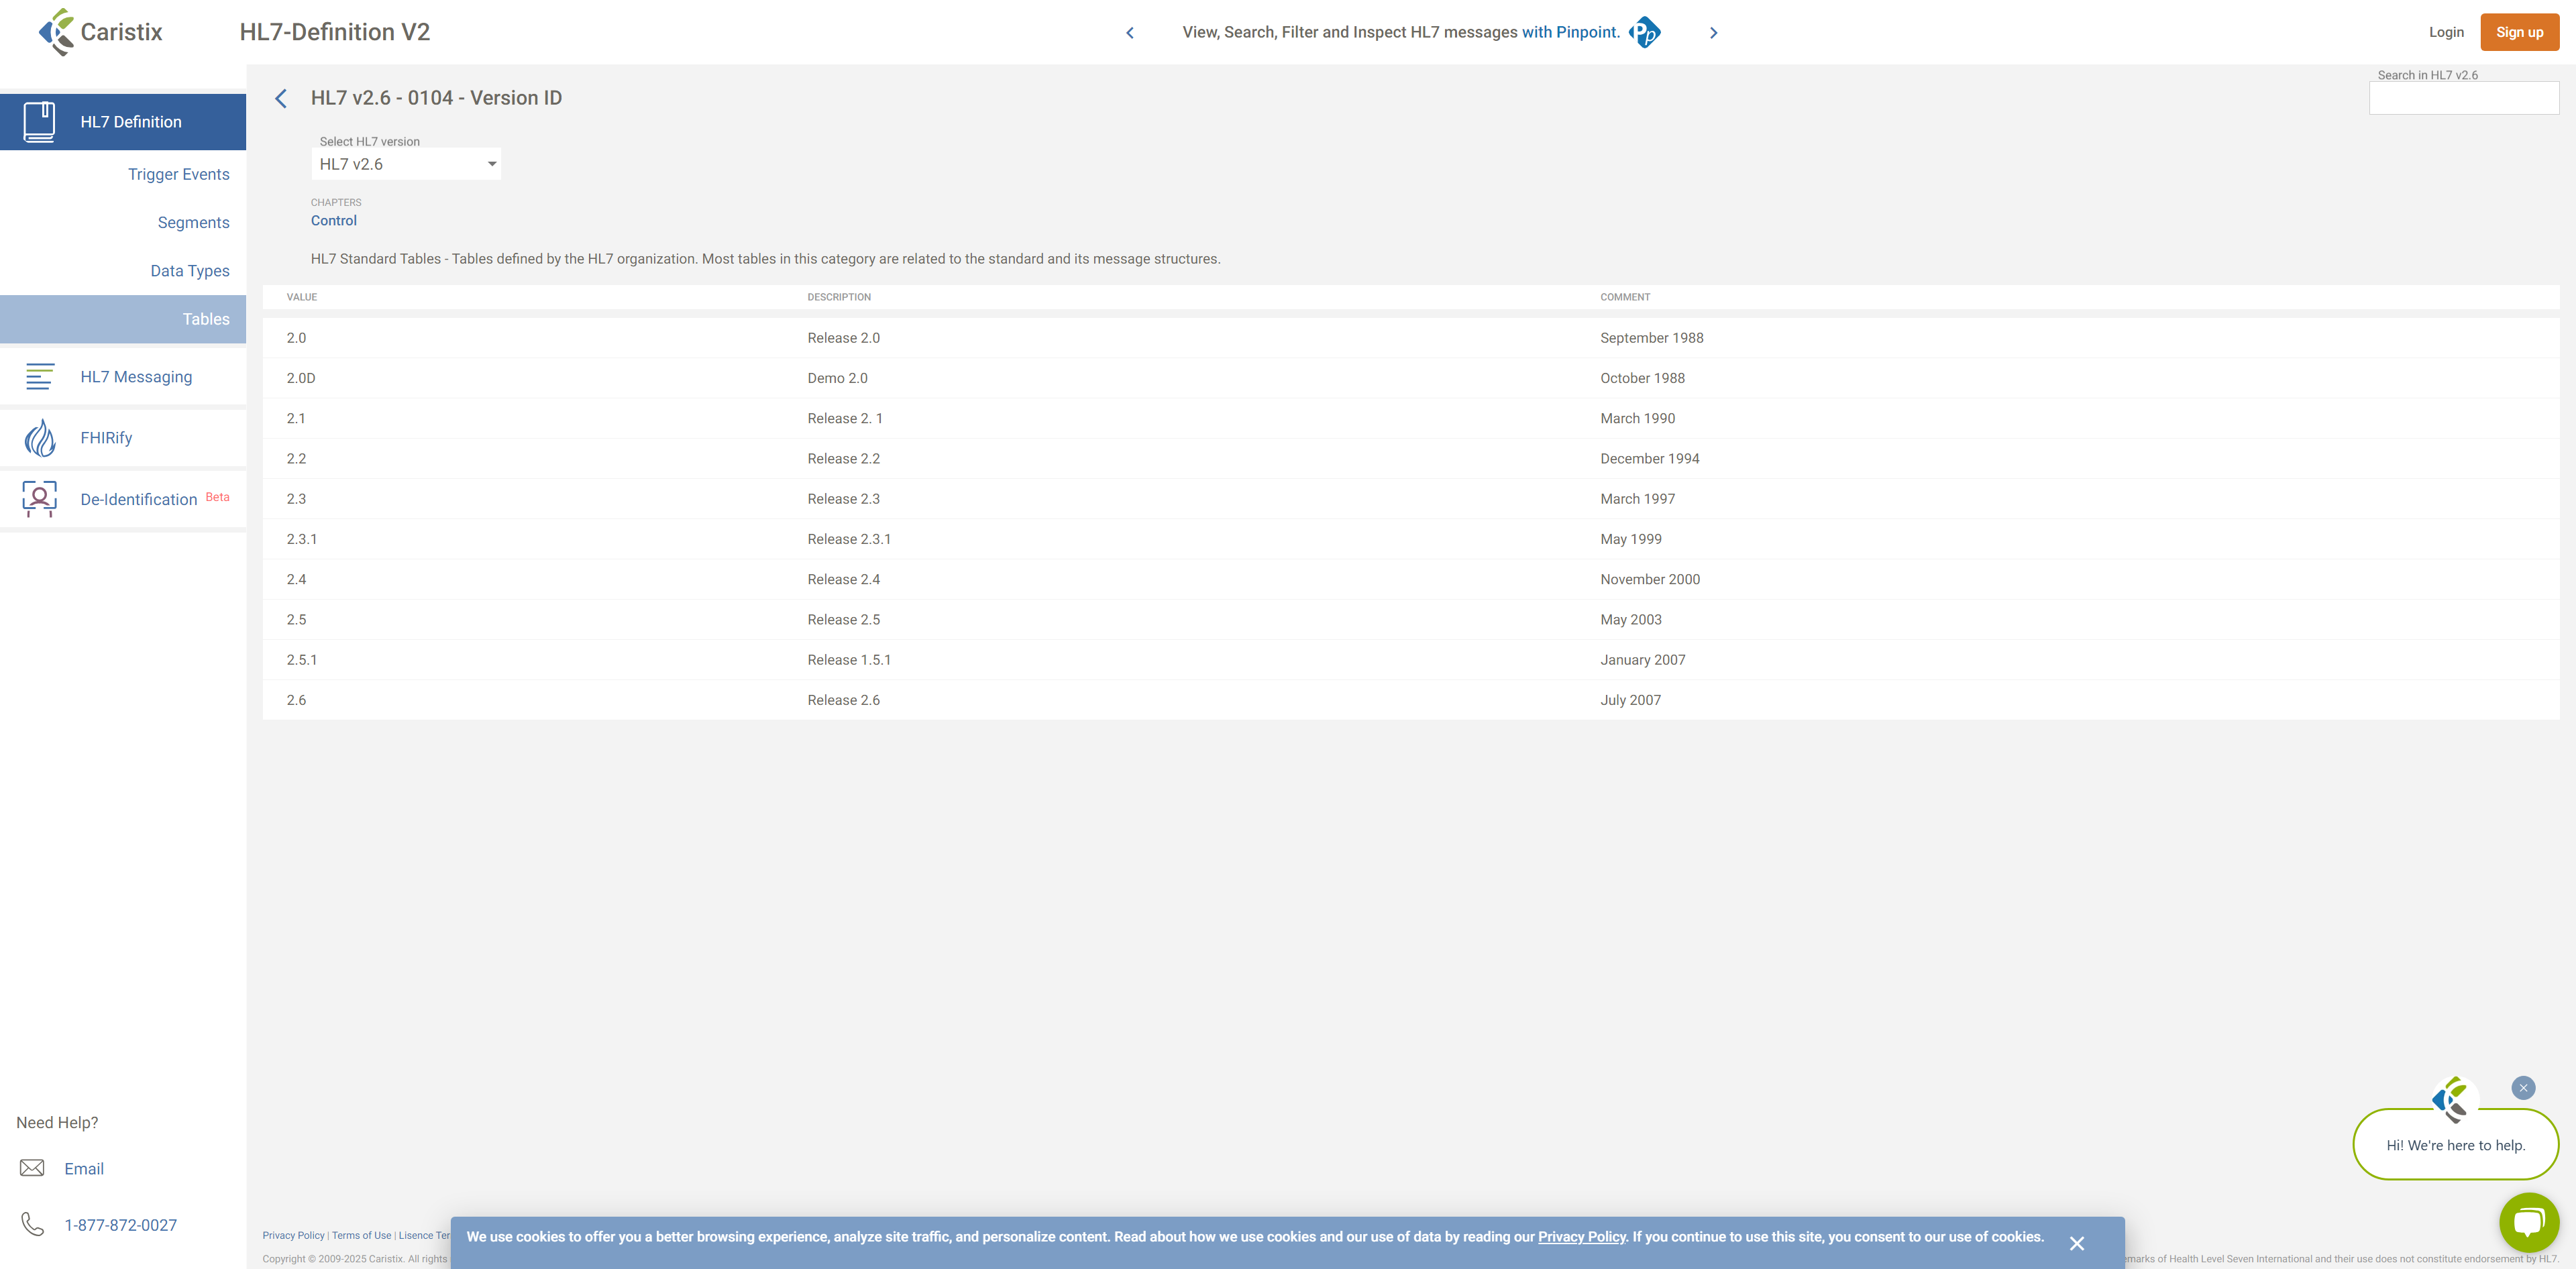 Caristix
HL7-Definition V2
View, Search, Filter and Inspect HL7 messages with Pinpoint.
Pp
Login
Sign up
HL7 Definition
Trigger Events
Segments
Data Types
Tables
HL7 Messaging
FHIRify
De-Identification Beta
Need Help?
Email
1-877-872-0027
HL7 v2.6 - 0104 - Version ID
Search in HL7 v2.6
Select HL7 version
HL7 v2.6
CHAPTERS
Control
HL7 Standard Tables - Tables defined by the HL7 organization. Most tables in this category are related to the standard and its message structures.
VALUE DESCRIPTION COMMENT
2.0 Release 2.0 September 1988
2.0D Demo 2.0 October 1988
2.1 Release 2. 1 March 1990
2.2 Release 2.2 December 1994
2.3 Release 2.3 March 1997
2.3.1 Release 2.3.1 May 1999
2.4 Release 2.4 November 2000
2.5 Release 2.5 May 2003
2.5.1 Release 1.5.1 January 2007
2.6 Release 2.6 July 2007
Hi! We're here to help.
Privacy Policy | Terms of Use | Lisence Ter
We use cookies to offer you a better browsing experience, analyze site traffic, and personalize content. Read about how we use cookies and our use of data by reading our Privacy Policy. If you continue to use this site, you consent to our use of cookies.
Copyright © 2009-2025 Caristix. All rights
emarks of Health Level Seven International and their use does not constitute endorsement by HL7.